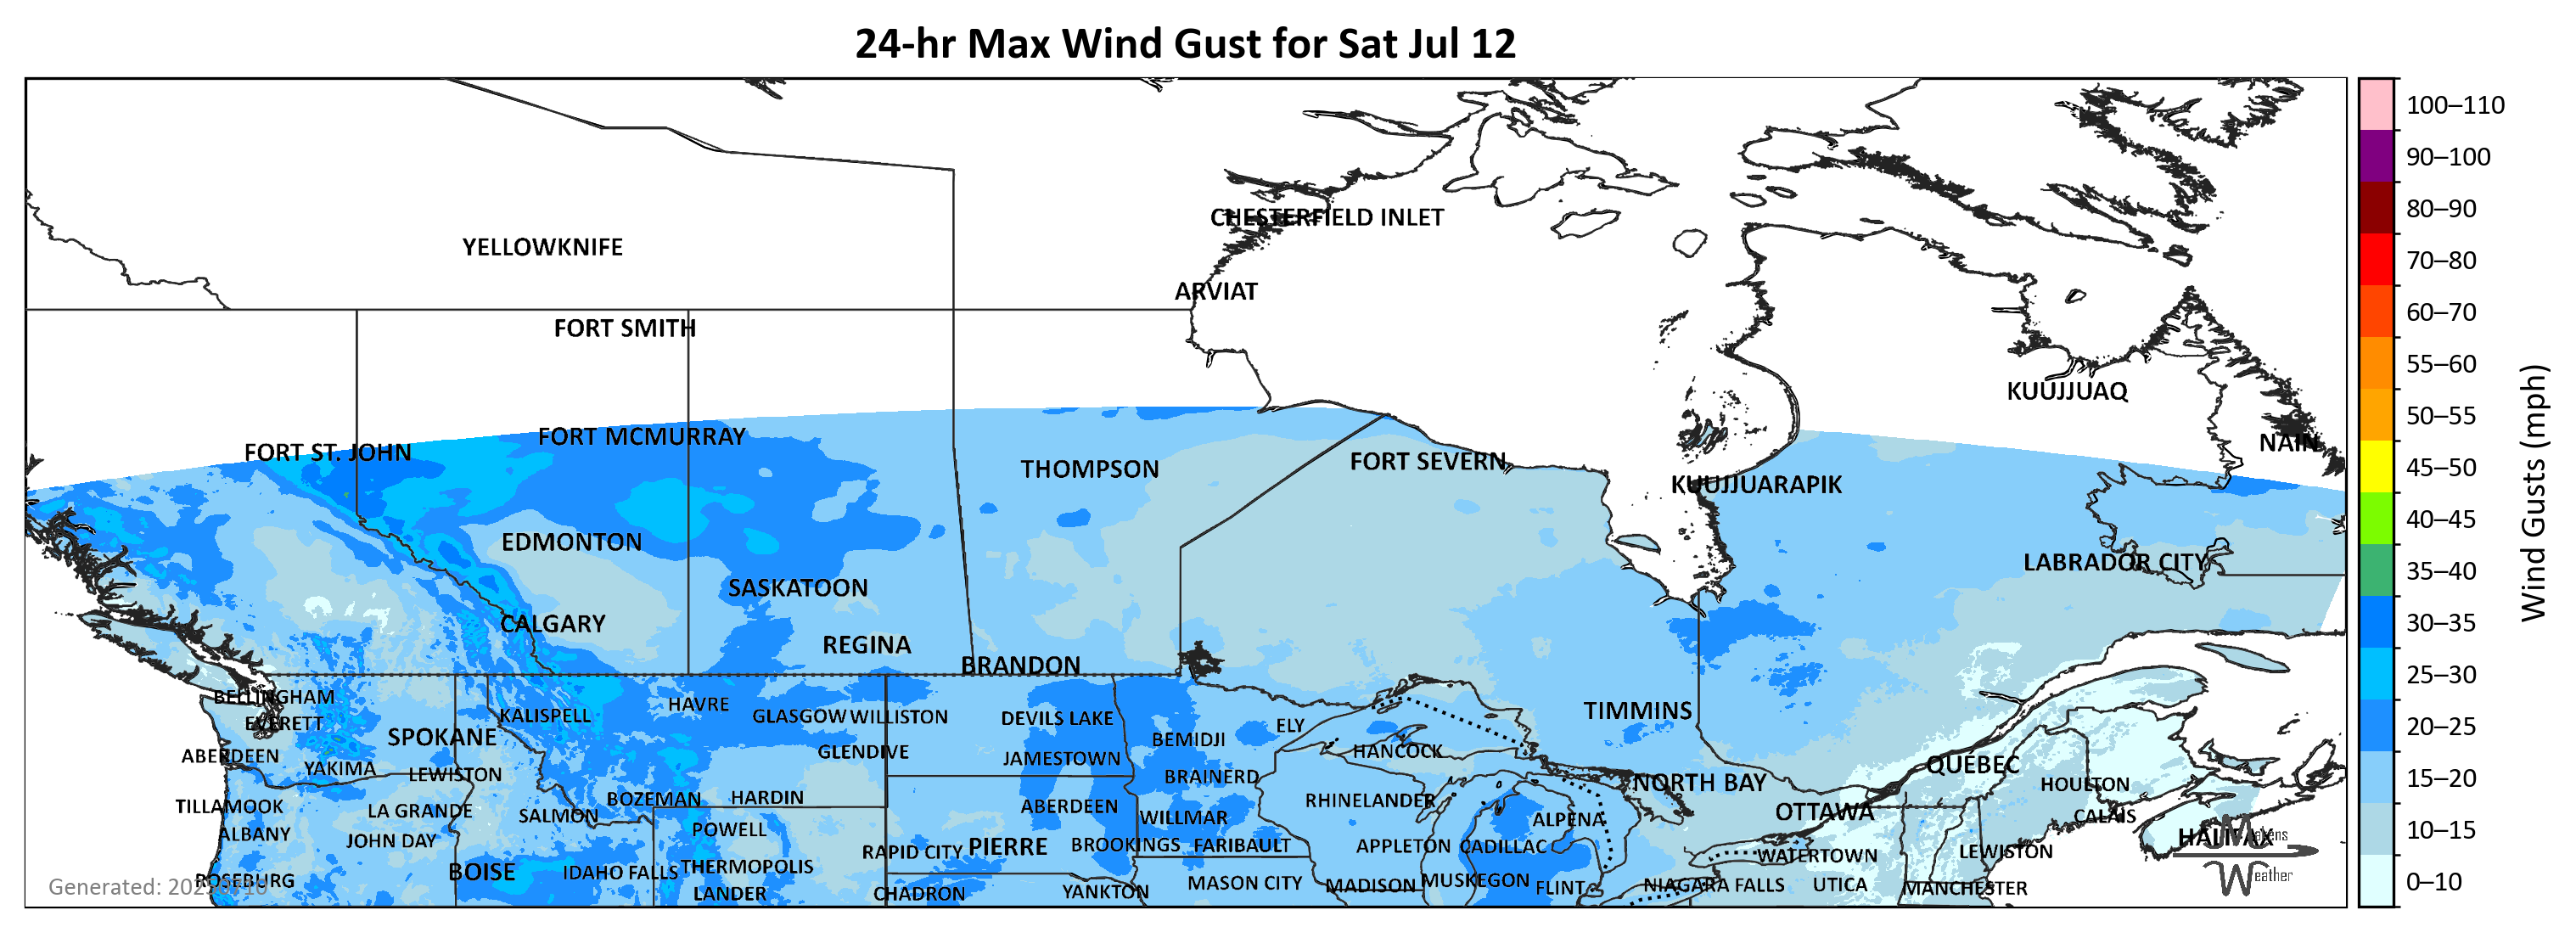 24-hr Max Wind Gust for Sat Jul 12
100–110
90–100
CHESTERFIELD INLET
80–90
YELLOWKNIFE
70–80
ARVIAT
60–70
FORT SMITH
55–60
KUUJJUAQ
50–55
FORT MCMURRAY
NAIN
FORT ST. JOHN
45–50
THOMPSON
FORT SEVERN
KUUJJUARAPIK
40–45
Wind Gusts (mph)
EDMONTON
LABRADOR CITY
35–40
SASKATOON
CALGARY
30–35
REGINA
BRANDON
25–30
BELLINGHAM
HAVRE
KALISPELL
GLASGOW
WILLISTON
DEVILS LAKE
TIMMINS
EVERETT
ELY
20–25
SPOKANE
BEMIDJI
GLENDIVE
HANCOCK
ABERDEEN
JAMESTOWN
QUÉBEC
YAKIMA
LEWISTON
BRAINERD
15–20
NORTH BAY
HOULTON
BOZEMAN
HARDIN
RHINELANDER
TILLAMOOK
LA GRANDE
ABERDEEN
OTTAWA
SALMON
WILLMAR
ALPENA
CALAIS
10–15
ALBANY
POWELL
HALIFAX
Makens
JOHN DAY
PIERRE
BROOKINGS
FARIBAULT
APPLETON
CADILLAC
RAPID CITY
LEWISTON
WATERTOWN
THERMOPOLIS
BOISE
IDAHO FALLS
Weather
ROSEBURG
MUSKEGON
MASON CITY
MADISON
NIAGARA FALLS
UTICA
0–10
Generated:
FLINT
MANCHESTER
LANDER
CHADRON
YANKTON